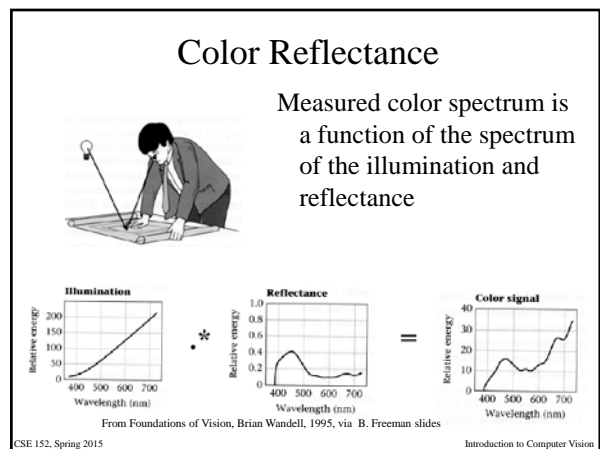 Color Reflectance
Measured color spectrum is
a function of the spectrum
of the illumination and
reflectance
Illumination
Relative energy
200
150
100
50
0
400 500 600 700
Wavelength (nm)
.*
Reflectance
Relative energy
1.0
0.8
0.6
0.4
0.2
0
400 500 600 700
Wavelength (nm)
=
Color signal
Relative energy
40
30
20
10
0
400 500 600 700
Wavelength (nm)
From Foundations of Vision, Brian Wandell, 1995, via B. Freeman slides
CSE 152, Spring 2015
Introduction to Computer Vision